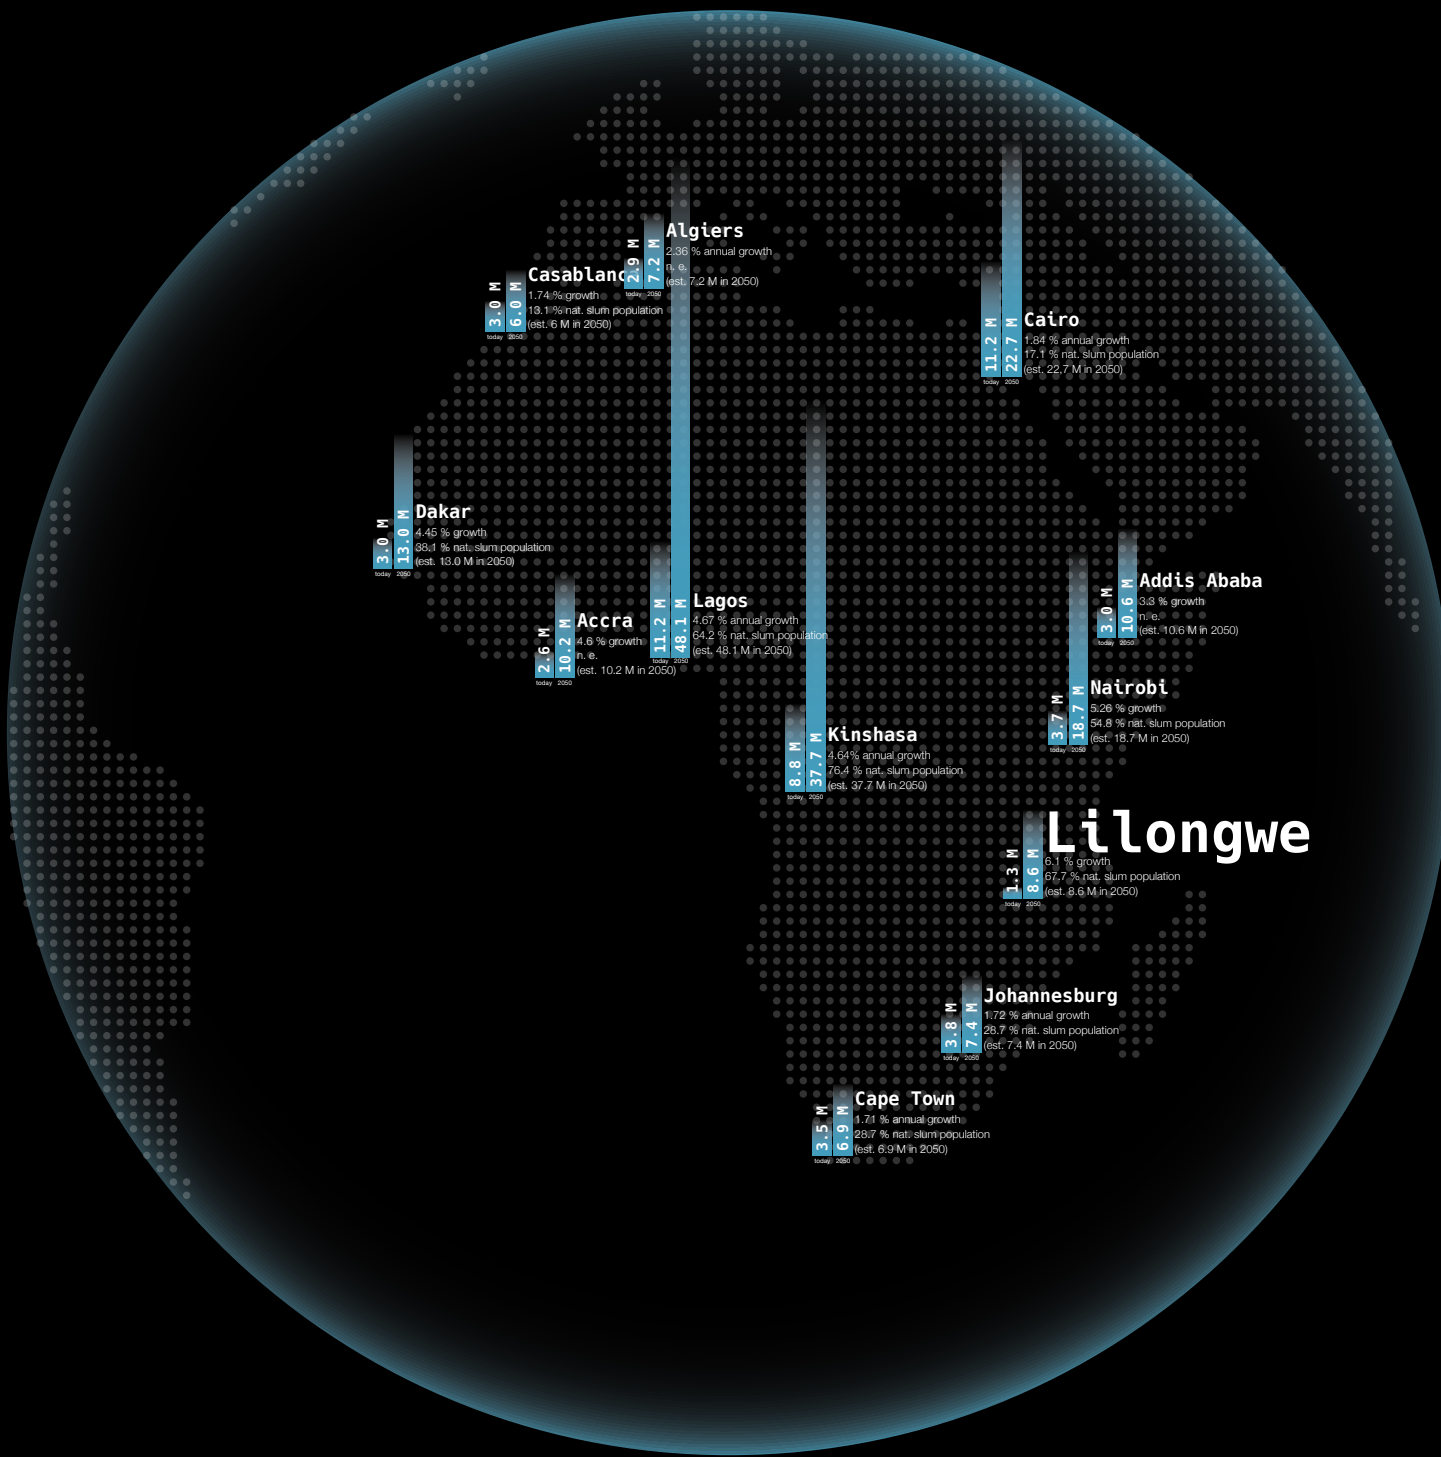 Algiers
2.36 % annual growth
n. e.
(est. 7.2 M in 2050)
2.9 M
7.2 M
today 2050
Casablanc
1.74 % growth
13.1 % nat. slum population
(est. 6 M in 2050)
3.0 M
6.0 M
today 2050
Cairo
1.84 % annual growth
17.1 % nat. slum population
(est. 22,7 M in 2050)
11.2 M
22.7 M
today 2050
Dakar
4.45 % growth
38.1 % nat. slum population
(est. 13.0 M in 2050)
3.0 M
13.0 M
today 2050
Addis Ababa
3.3 % growth
n. e.
(est. 10.6 M in 2050)
3.0 M
10.6 M
today 2050
Lagos
4.67 % annual growth
64.2 % nat. slum population
(est. 48.1 M in 2050)
11.2 M
48.1 M
today 2050
Accra
4.6 % growth
n. e.
(est. 10.2 M in 2050)
2.6 M
10.2 M
today 2050
Nairobi
5.26 % growth
54.8 % nat. slum population
(est. 18.7 M in 2050)
3.7 M
18.7 M
today 2050
Kinshasa
4.64% annual growth
76.4 % nat. slum population
(est. 37.7 M in 2050)
8.8 M
37.7 M
today 2050
Lilongwe
6.1 % growth
67.7 % nat. slum population
(est. 8.6 M in 2050)
1.3 M
8.6 M
today 2050
Johannesburg
1.72 % annual growth
28.7 % nat. slum population
(est. 7.4 M in 2050)
3.8 M
7.4 M
today 2050
Cape Town
1.71 % annual growth
28.7 % nat. slum population
(est. 6.9 M in 2050)
3.5 M
6.9 M
today 2050